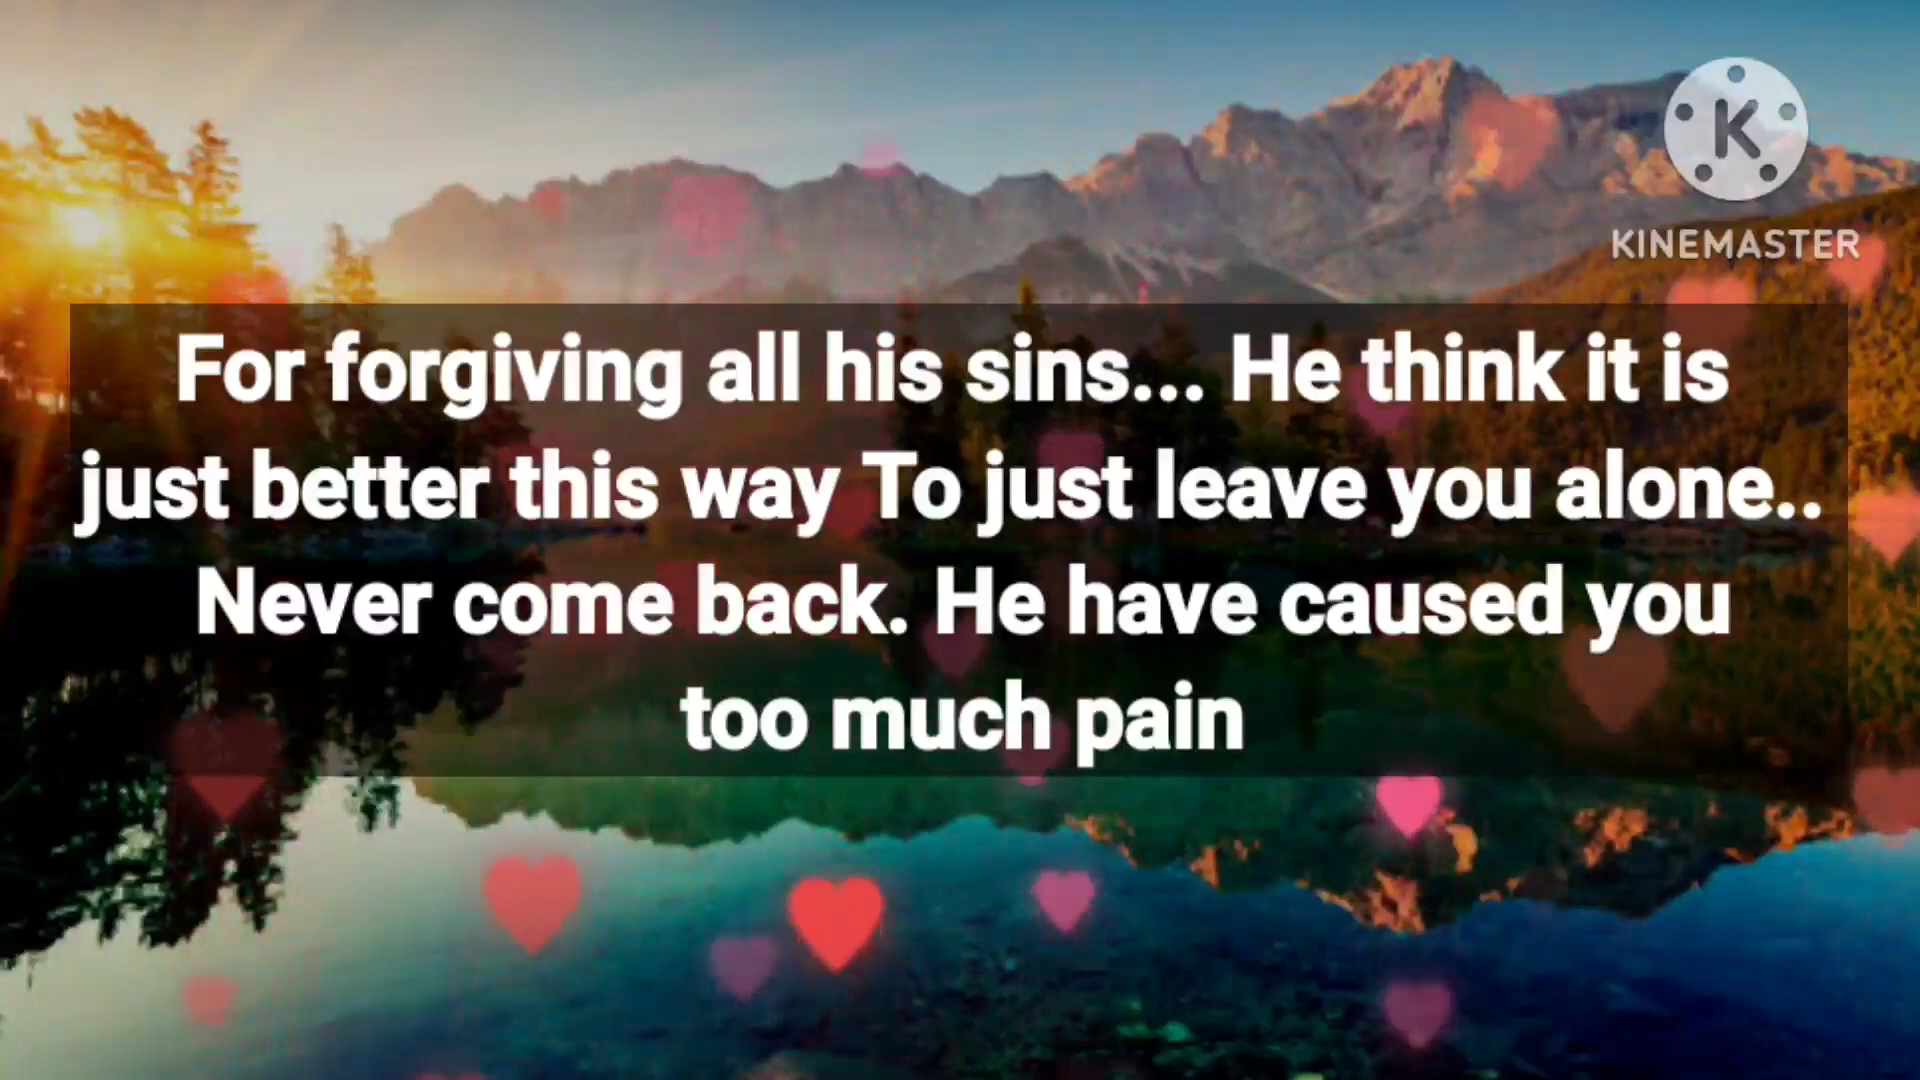 K
KINEMASTER
For forgiving all his sins... He think it is
just better this way To just leave you alone..
Never come back. He have caused you
too much pain